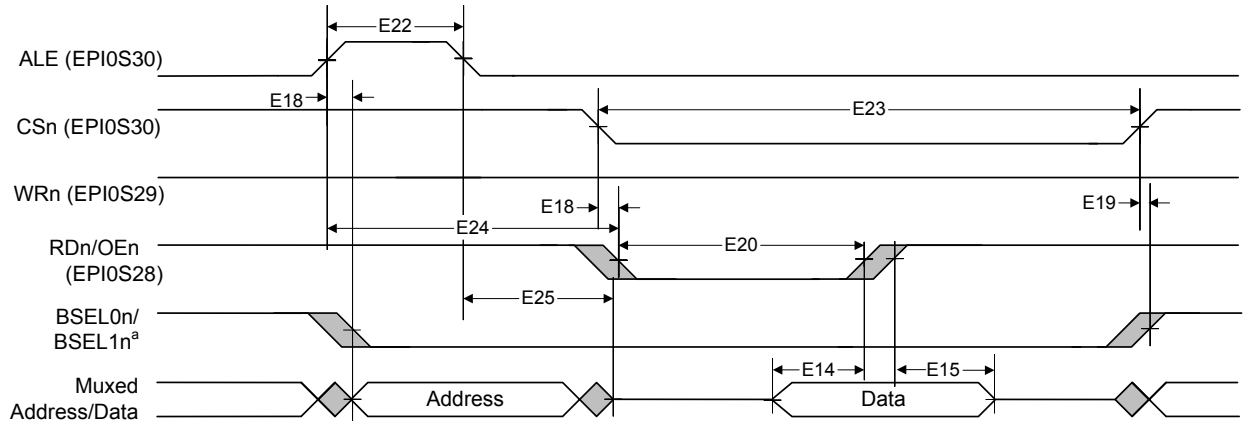 E22
ALE (EPI0S30)
E18
E23
CSn (EPI0S30)
WRn (EPI0S29)
E18
E19
E24
RDn/OEn
(EPI0S28)
E20
E25
BSEL0n/
BSEL1nᵃ
E14
E15
Muxed
Address/Data
Address
Data